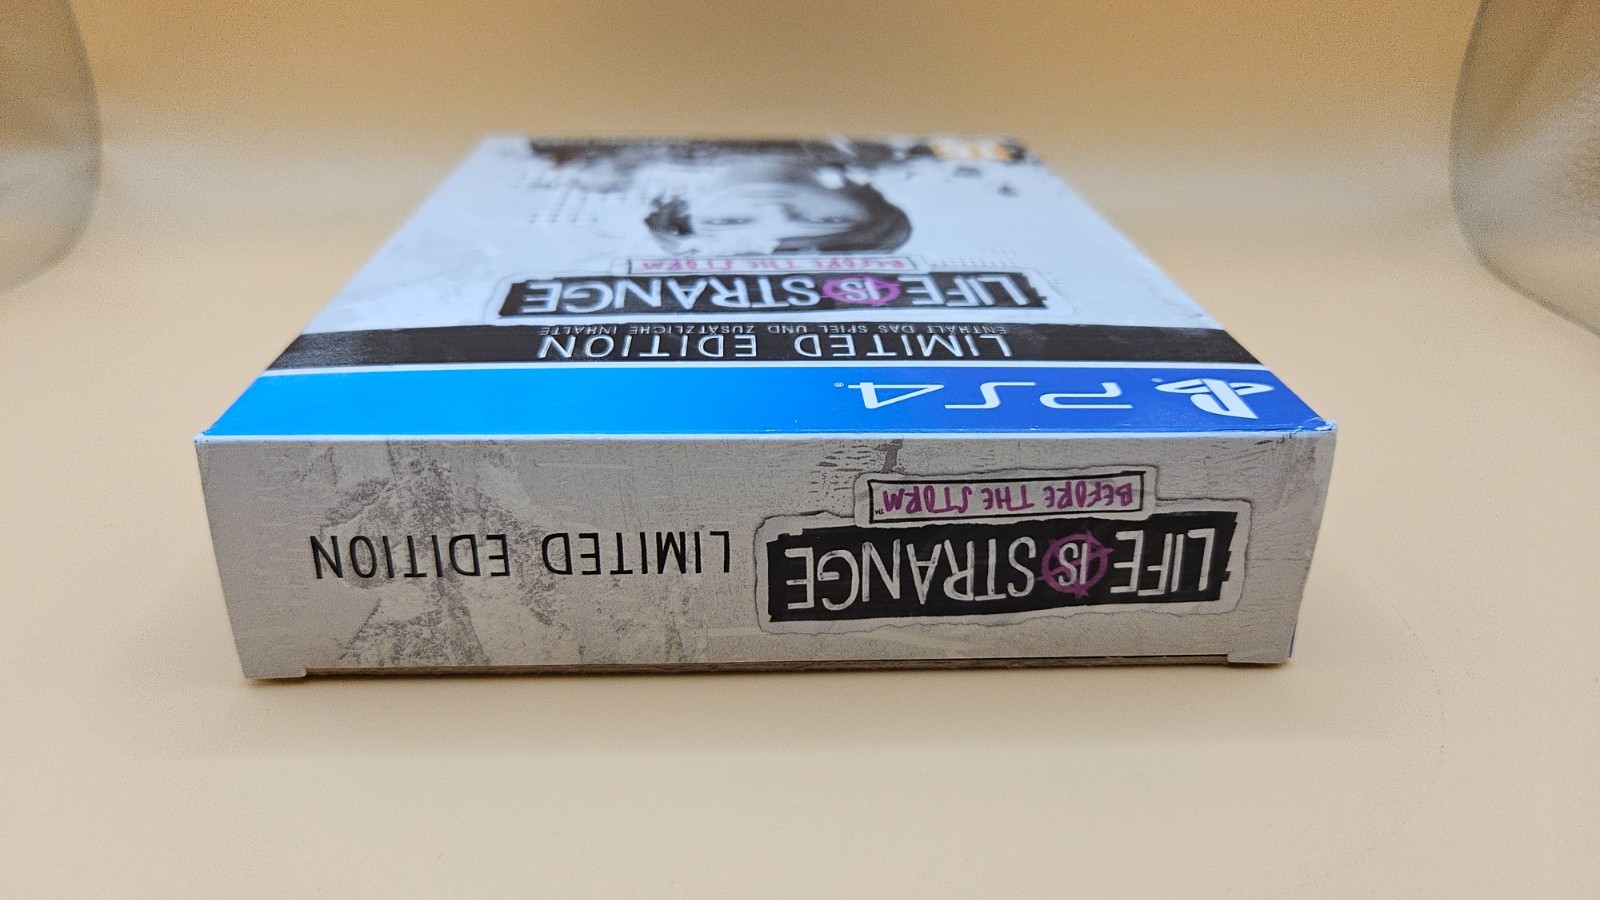 PS4
LIMITED EDITION
ENTHÄLT DAS SPIEL UND ZUSÄTZLICHE INHALTE
LIFE IS STRANGE
BEFORE THE STORM
LIFE IS STRANGE
BEFORE THE STORM™
LIMITED EDITION